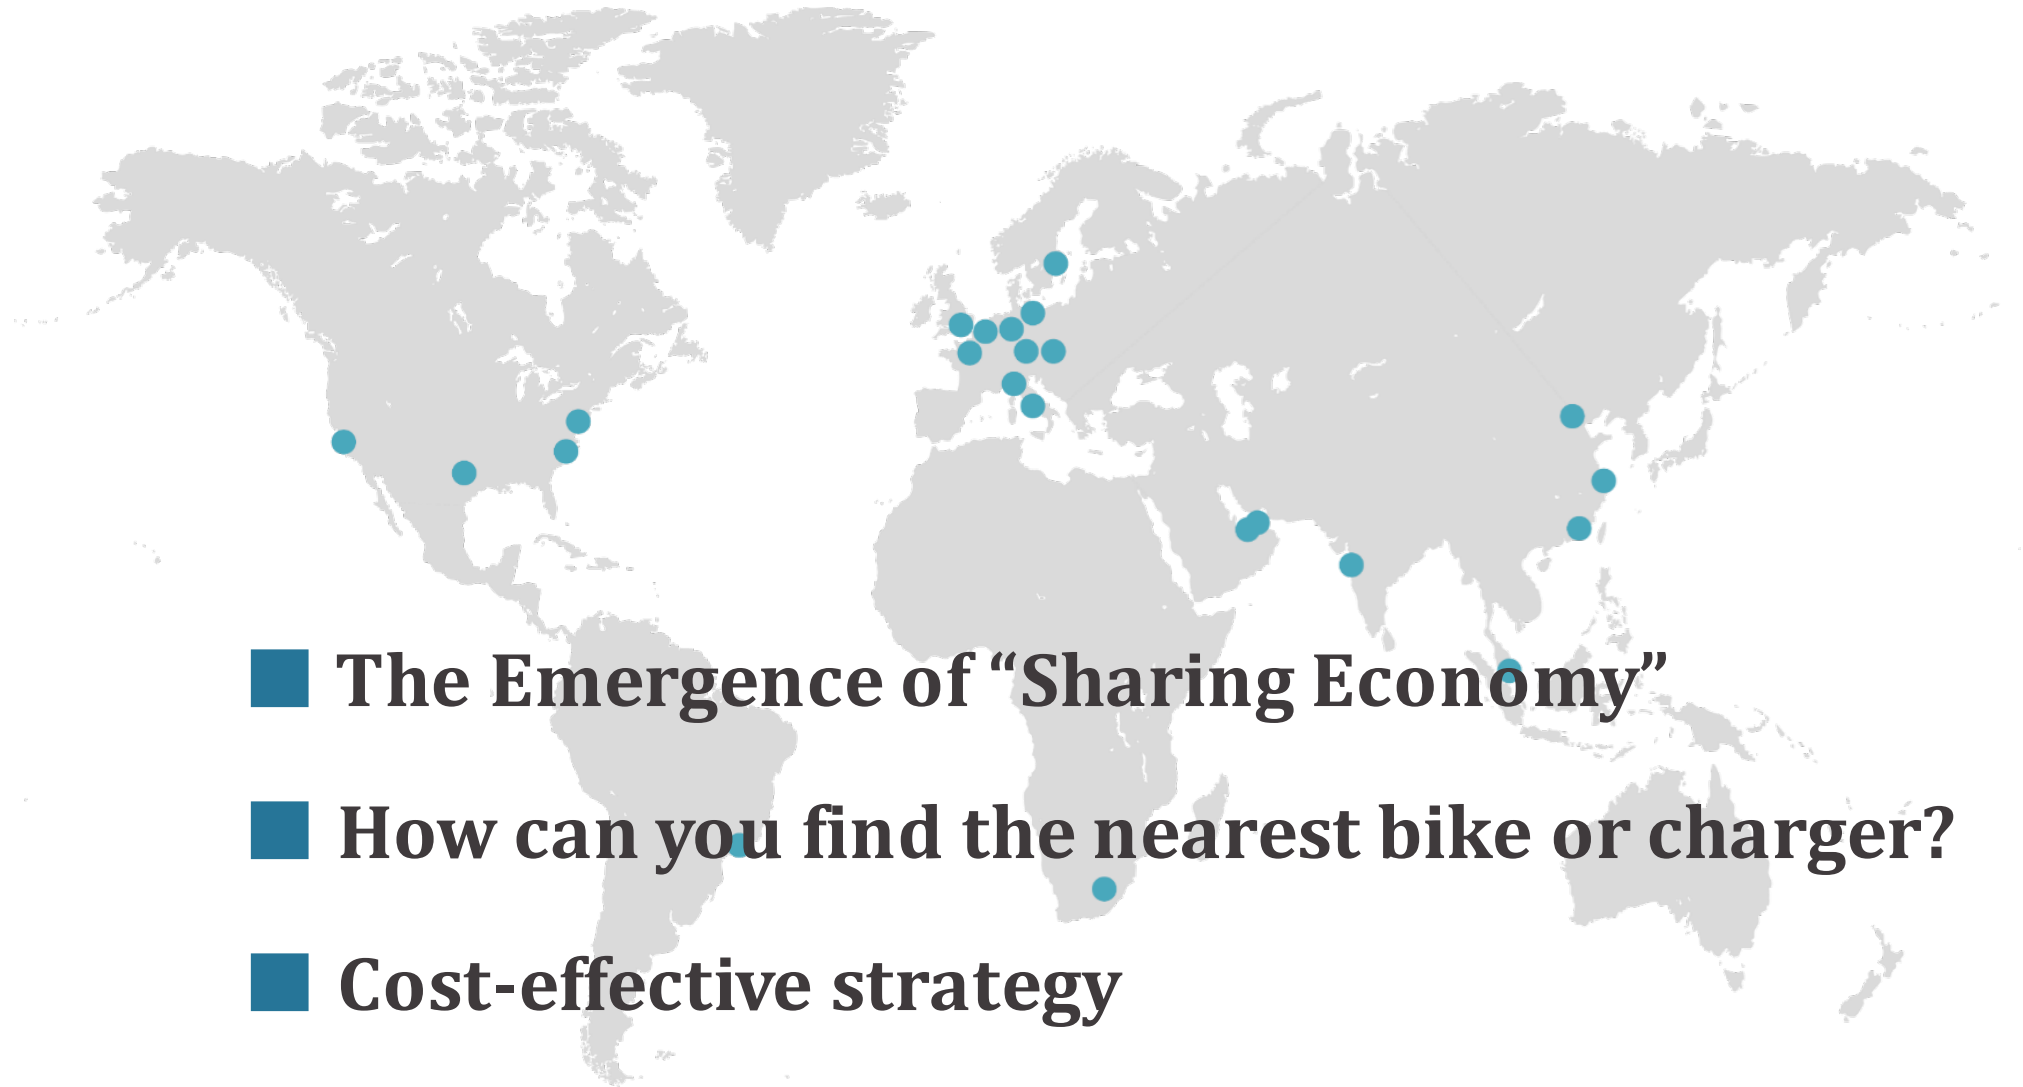 The Emergence of “Sharing Economy”
How can you find the nearest bike or charger?
Cost-effective strategy